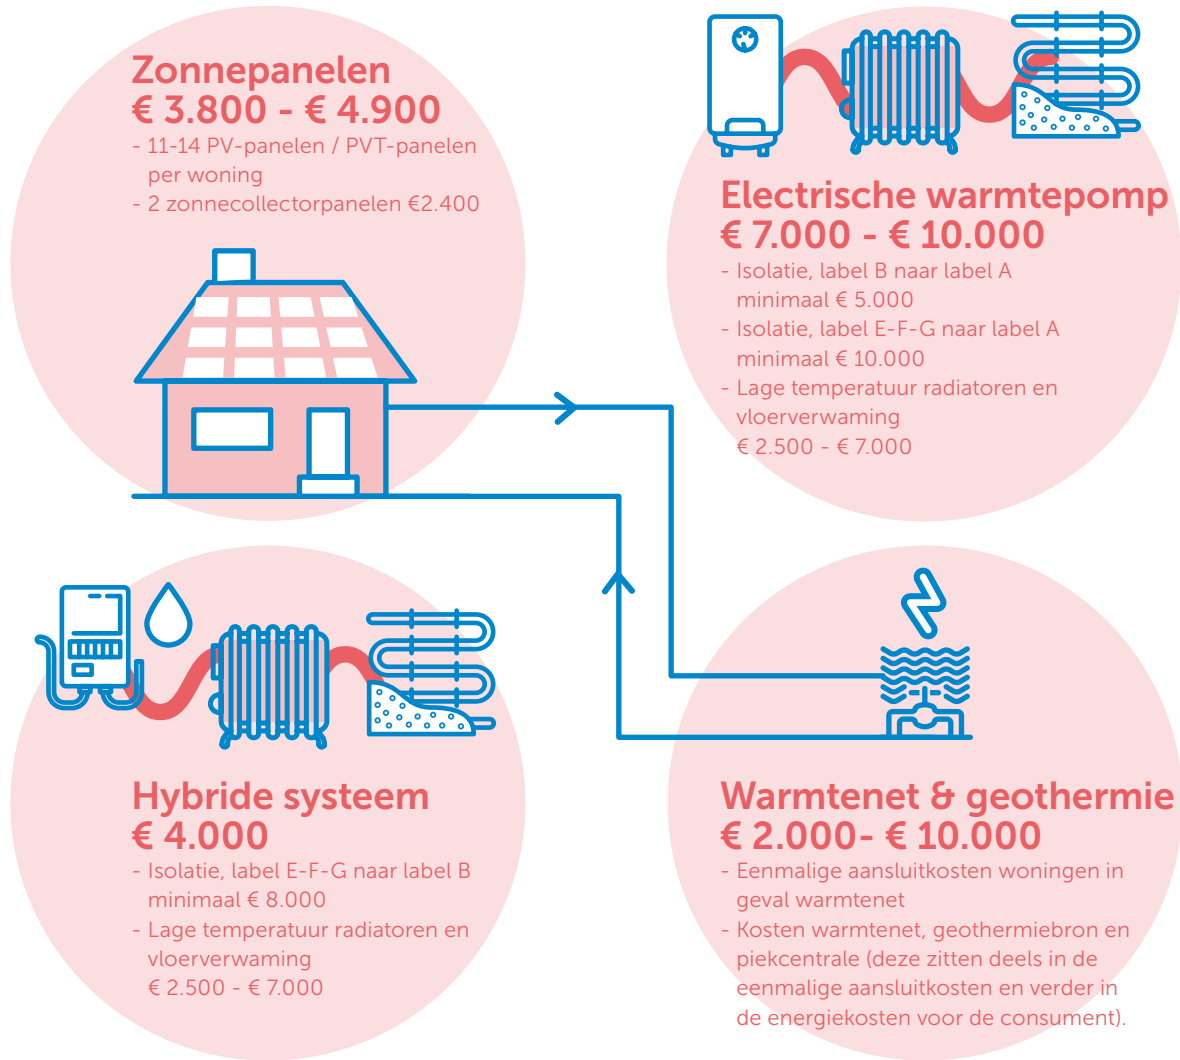 Zonnepanelen
€ 3.800 - € 4.900
- 11-14 PV-panelen / PVT-panelen
per woning
- 2 zonnecollectorpanelen €2.400
Electrische warmtepomp
€ 7.000 - € 10.000
- Isolatie, label B naar label A
minimaal € 5.000
- Isolatie, label E-F-G naar label A
minimaal € 10.000
- Lage temperatuur radiatoren en
vloerverwaming
€ 2.500 - € 7.000
Hybride systeem
€ 4.000
- Isolatie, label E-F-G naar label B
minimaal € 8.000
- Lage temperatuur radiatoren en
vloerverwaming
€ 2.500 - € 7.000
Warmtenet & geothermie
€ 2.000- € 10.000
- Eenmalige aansluitkosten woningen in
geval warmtenet
- Kosten warmtenet, geothermiebron en
piekcentrale (deze zitten deels in de
eenmalige aansluitkosten en verder in
de energiekosten voor de consument).